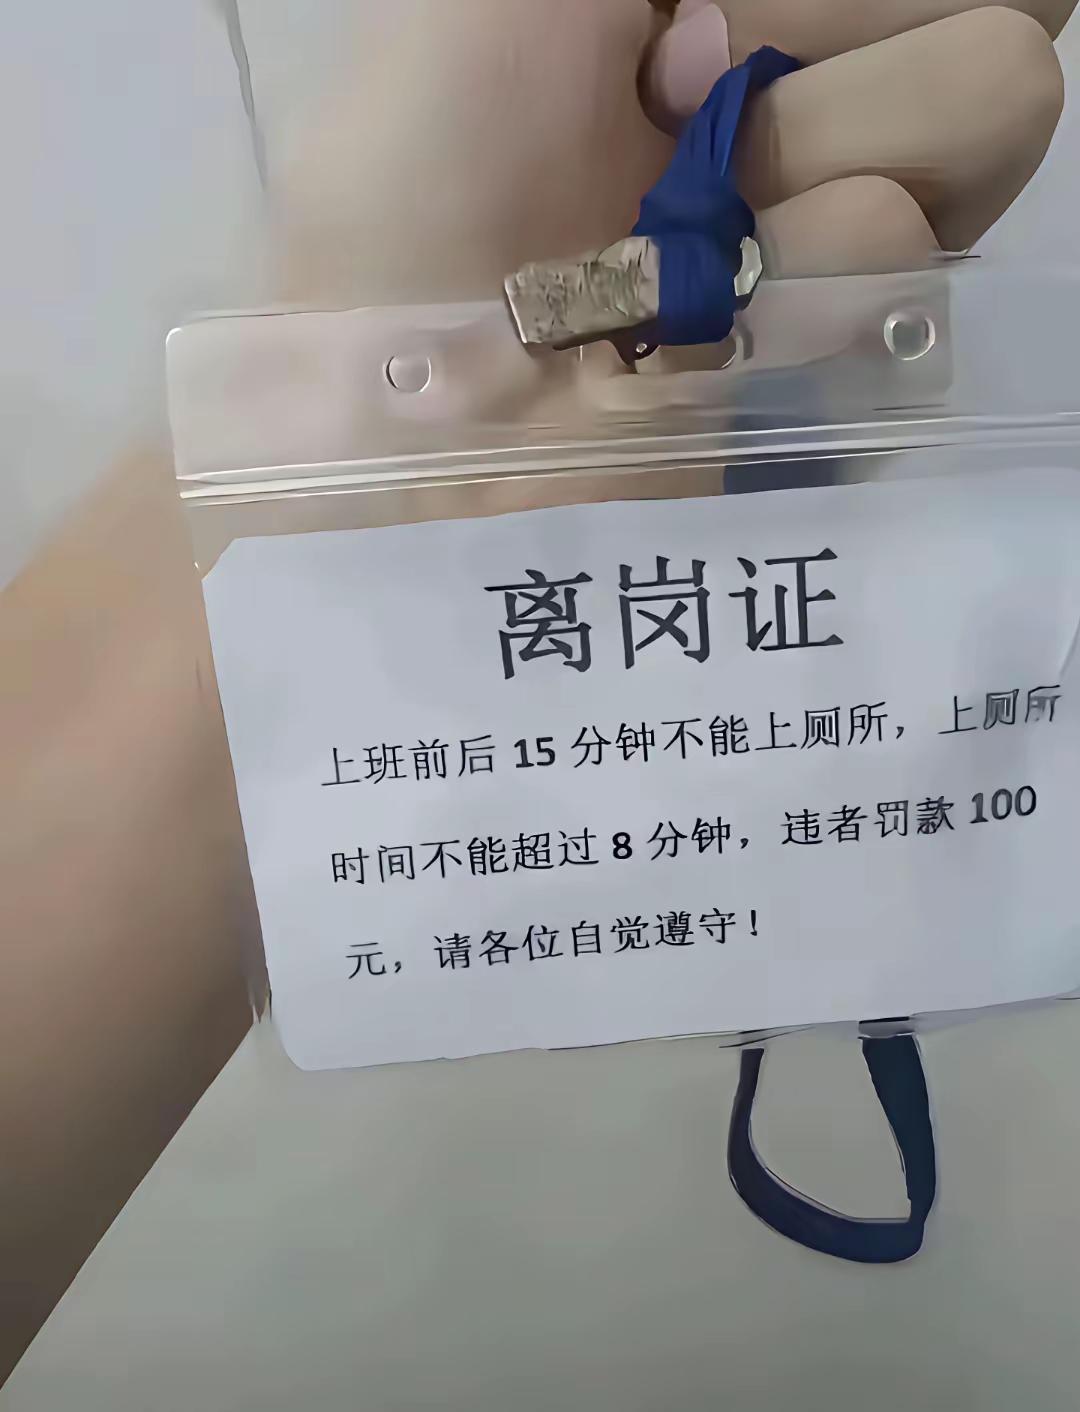 离岗证
上班前后 15 分钟不能上厕所，上厕所
时间不能超过 8 分钟，违者罚款 100
元，请各位自觉遵守！